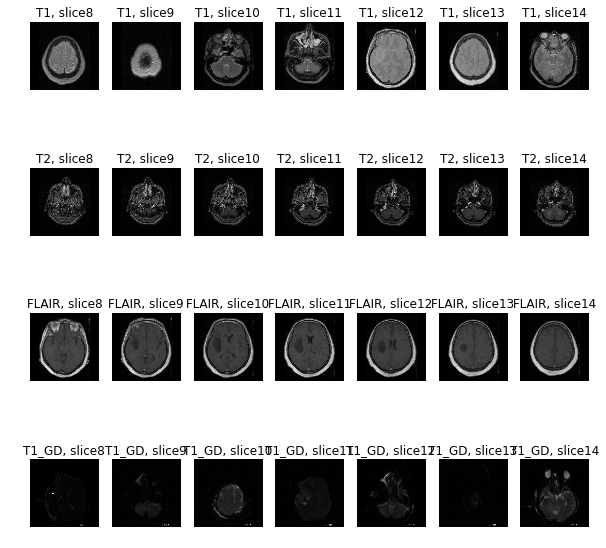 T1, slice8 T1, slice9 T1, slice10 T1, slice11 T1, slice12 T1, slice13 T1, slice14
T2, slice8 T2, slice9 T2, slice10 T2, slice11 T2, slice12 T2, slice13 T2, slice14
FLAIR, slice8 FLAIR, slice9 FLAIR, slice10 FLAIR, slice11 FLAIR, slice12 FLAIR, slice13 FLAIR, slice14
T1_GD, slice8 T1_GD, slice9 T1_GD, slice10 T1_GD, slice11 T1_GD, slice12 T1_GD, slice13 T1_GD, slice14